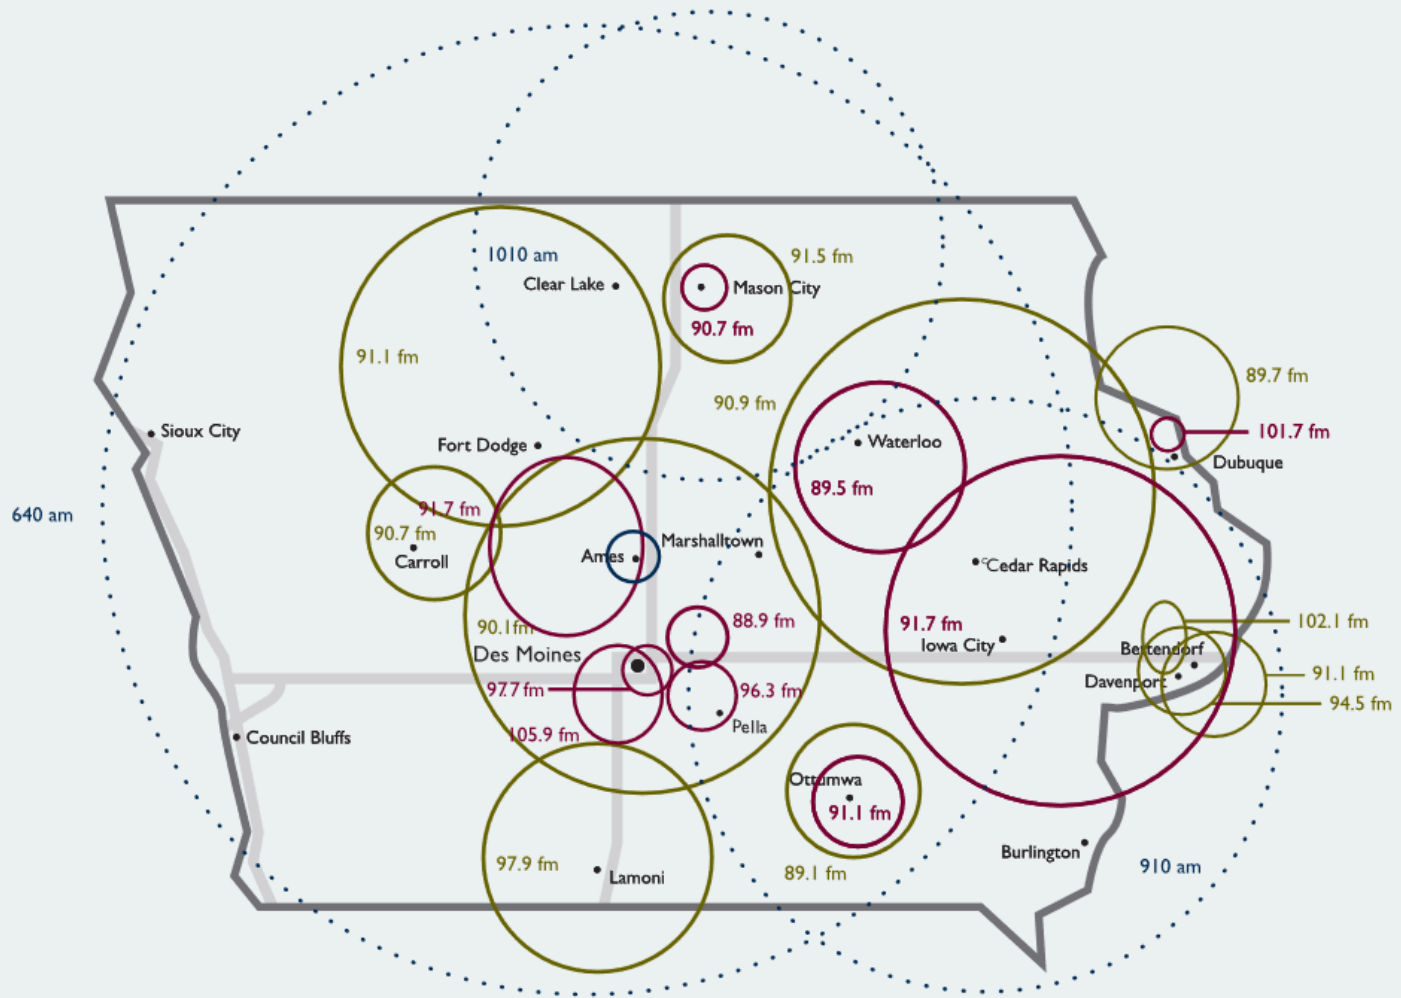 1010 am
91.5 fm
Clear Lake
Mason City
90.7 fm
91.1 fm
89.7 fm
90.9 fm
Sioux City
Fort Dodge
Waterloo
101.7 fm
Dubuque
89.5 fm
640 am
91.7 fm
90.7 fm
Carroll
Ames
Marshalltown
Cedar Rapids
90.1fm
88.9 fm
91.7 fm
102.1 fm
Iowa City
Bettendorf
Des Moines
91.1 fm
Davenport
97.7 fm
96.3 fm
94.5 fm
Pella
105.9 fm
Council Bluffs
Ottumwa
91.1 fm
Burlington
97.9 fm
Lamoni
89.1 fm
910 am